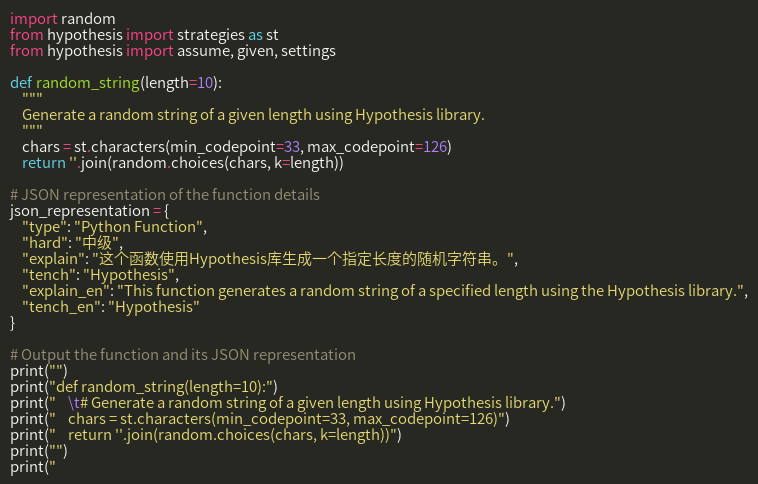 import random
from hypothesis import strategies as st
from hypothesis import assume, given, settings

def random_string(length=10):
    """
    Generate a random string of a given length using Hypothesis library.
    """
    chars = st.characters(min_codepoint=33, max_codepoint=126)
    return ''.join(random.choices(chars, k=length))

# JSON representation of the function details
json_representation = {
    "type": "Python Function",
    "hard": "中级",
    "explain": "这个函数使用Hypothesis库生成一个指定长度的随机字符串。",
    "tench": "Hypothesis",
    "explain_en": "This function generates a random string of a specified length using the Hypothesis library.",
    "tench_en": "Hypothesis"
}

# Output the function and its JSON representation
print("")
print("def random_string(length=10):")
print("    \t# Generate a random string of a given length using Hypothesis library.")
print("    chars = st.characters(min_codepoint=33, max_codepoint=126)")
print("    return ''.join(random.choices(chars, k=length))")
print("")
print("